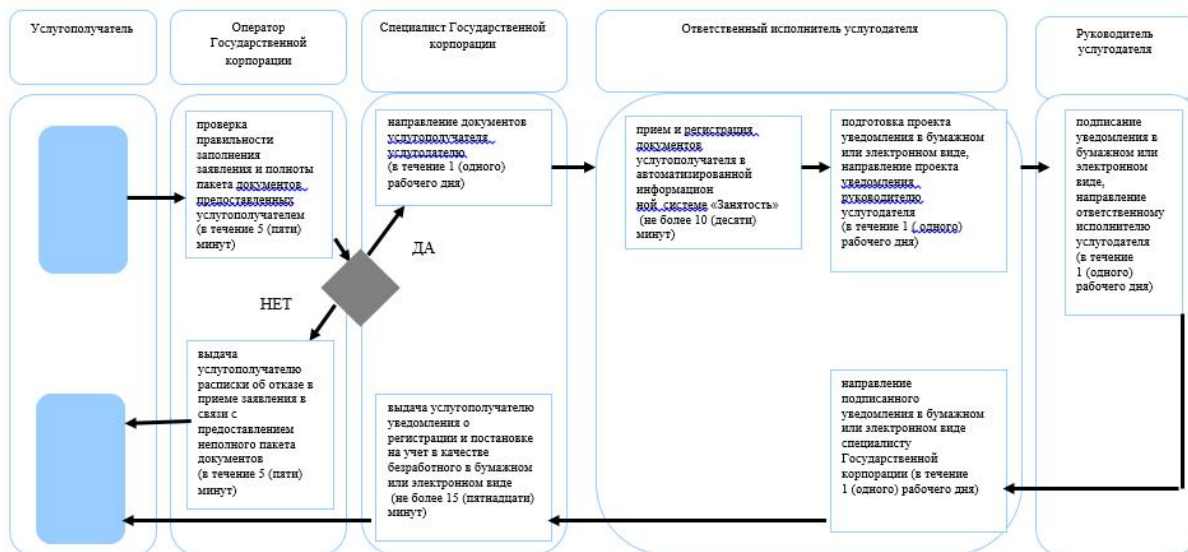 Услугополучатель
Оператор
Государственной
корпорации
Специалист Государственной
корпорации
Ответственный исполнитель услугодателя
Руководитель
услугодателя
проверка
правильности
заполнения
заявления и полноты
пакета документов,
предоставленных
услугополучателем
(в течение 5 (пяти)
минут)
направление документов
услугополучателя
услугодателю
(в течение 1 (одного)
рабочего дня)
прием и регистрация
документов
услугополучателя в
автоматизированной
информацион
ной системе «Занятость»
(не более 10 (десяти)
минут)
подготовка проекта
уведомления в бумажном
или электронном виде,
направление проекта
уведомления
руководителю
услугодателя
(в течение 1 ( одного)
рабочего дня)
подписание
уведомления в
бумажном или
электронном
виде,
направление
ответственному
исполнителю
услугодателя
(в течение
1 (одного)
рабочего дня)
ДА
НЕТ
выдача
услугополучателю
расписки об отказе в
приеме заявления в
связи с
предоставлением
неполного пакета
документов
(в течение 5 (пяти)
минут)
выдача услугополучателю
уведомления о
регистрации и постановке
на учет в качестве
безработного в бумажном
или электронном виде
(не более 15 (пятнадцати)
минут)
направление
подписанного
уведомления в бумажном
или электронном виде
специалисту
Государственной
корпорации (в течение
1 (одного) рабочего дня)